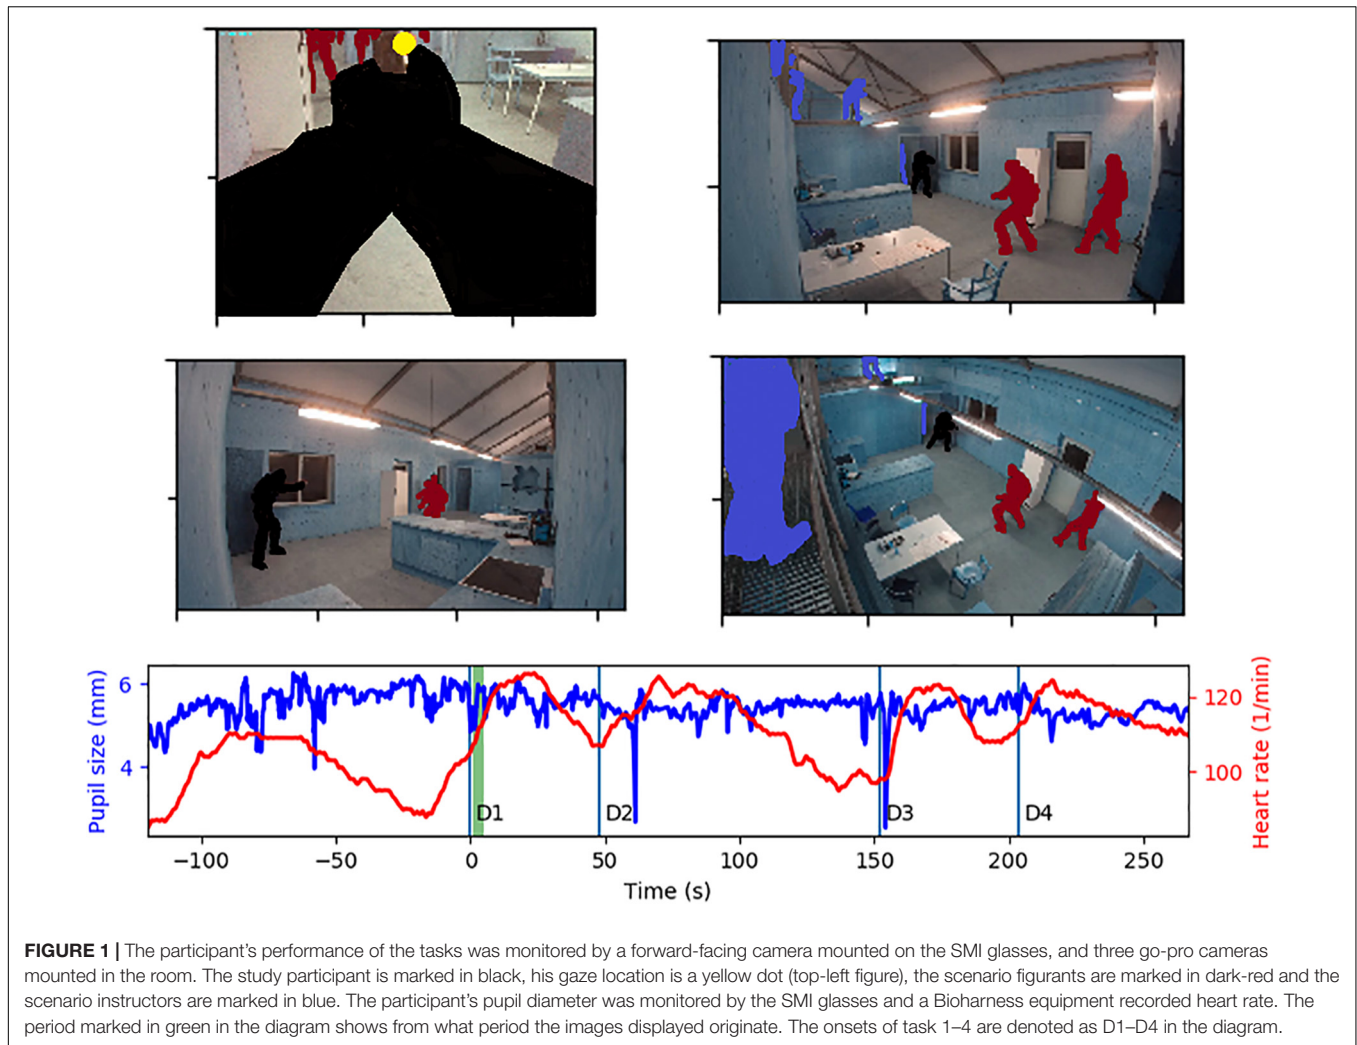 Pupil size (mm)
6
4
D1
D2
D3
D4
120
100
Heart rate (1/min)
−100
−50
0
50
100
150
200
250
Time (s)
FIGURE 1 | The participant's performance of the tasks was monitored by a forward-facing camera mounted on the SMI glasses, and three go-pro cameras
mounted in the room. The study participant is marked in black, his gaze location is a yellow dot (top-left figure), the scenario figurants are marked in dark-red and the
scenario instructors are marked in blue. The participant's pupil diameter was monitored by the SMI glasses and a Bioharness equipment recorded heart rate. The
period marked in green in the diagram shows from what period the images displayed originate. The onsets of task 1–4 are denoted as D1–D4 in the diagram.